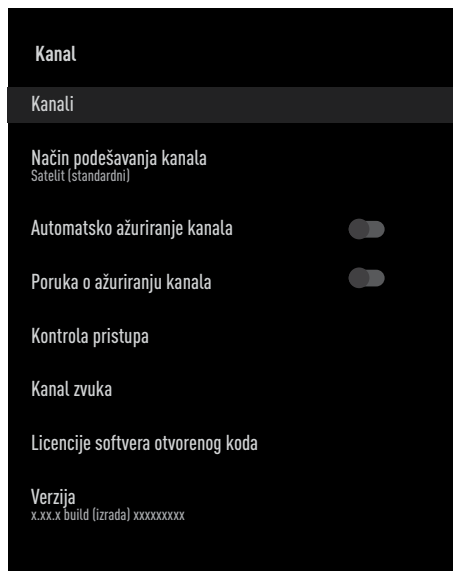 Kanal
Kanali
Način podešavanja kanala
Satelit (standardni)
Automatsko ažuriranje kanala
Poruka o ažuriranju kanala
Kontrola pristupa
Kanal zvuka
Licencije softvera otvorenog koda
Verzija
x.xx.x build (izrada) xxxxxxxxx